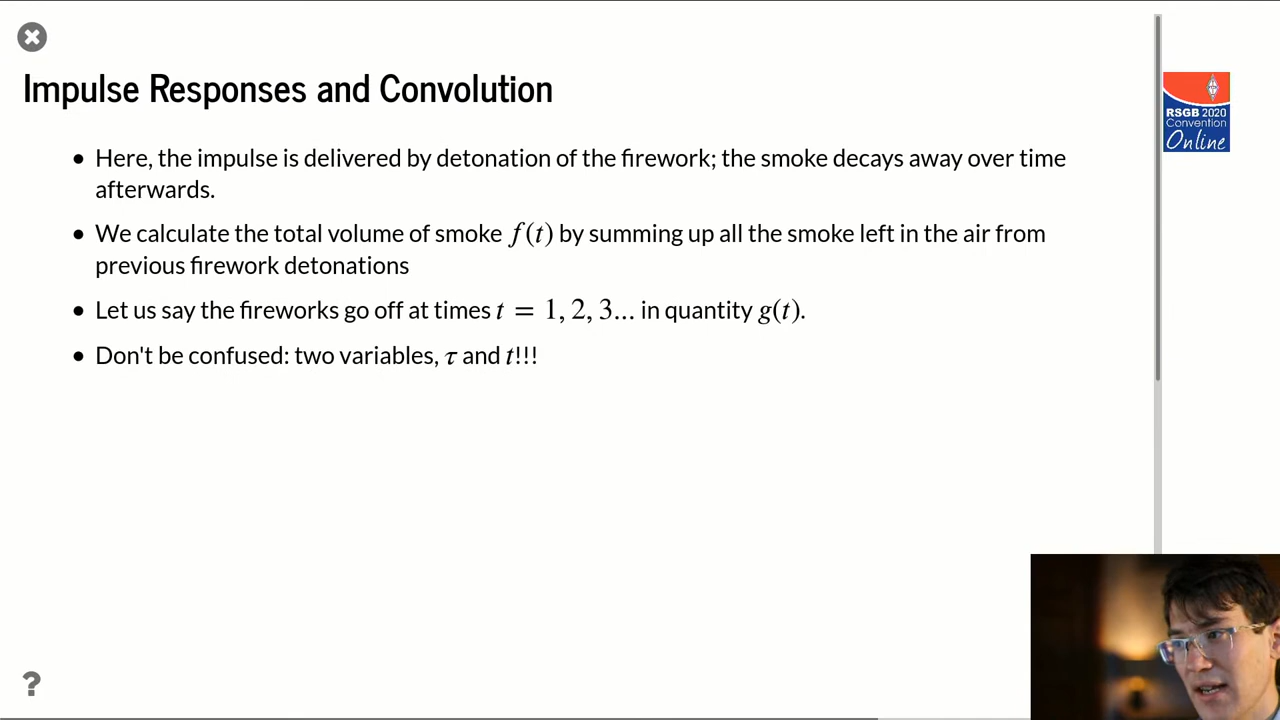 Impulse Responses and Convolution
RSGB 2020
Convention
Online
• Here, the impulse is delivered by detonation of the firework; the smoke decays away over time
afterwards.
• We calculate the total volume of smoke f(t) by summing up all the smoke left in the air from
previous firework detonations
• Let us say the fireworks go off at times t = 1, 2, 3... in quantity g(t).
• Don't be confused: two variables, τ and t!!!
?